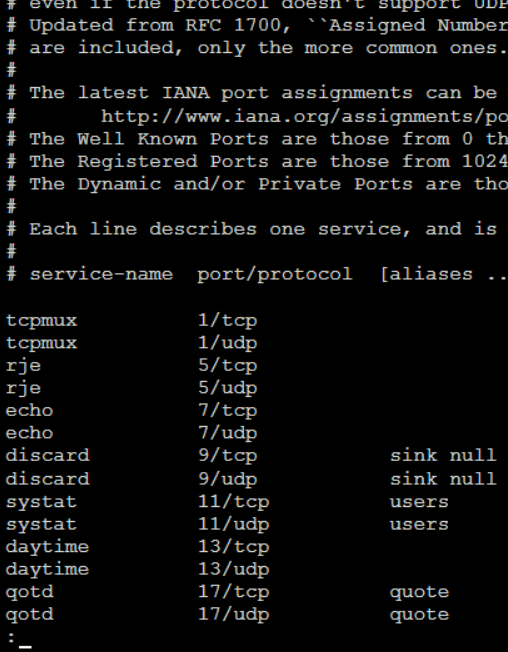 # even if the protocol doesn't support UDP
# Updated from RFC 1700, ``Assigned Number
# are included, only the more common ones.
#
# The latest IANA port assignments can be
#       http://www.iana.org/assignments/po
# The Well Known Ports are those from 0 th
# The Registered Ports are those from 1024
# The Dynamic and/or Private Ports are tho
#
# Each line describes one service, and is
#
# service-name  port/protocol  [aliases ..
tcpmux          1/tcp
tcpmux          1/udp
rje             5/tcp
rje             5/udp
echo            7/tcp
echo            7/udp
discard         9/tcp           sink null
discard         9/udp           sink null
systat          11/tcp          users
systat          11/udp          users
daytime         13/tcp
daytime         13/udp
qotd            17/tcp          quote
qotd            17/udp          quote
: